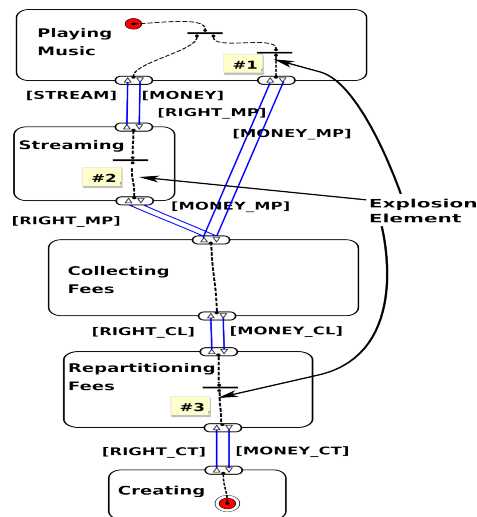 Playing
Music
#1
[STREAM] [MONEY]
[RIGHT_MP]
[MONEY_MP]
Streaming
#2
[RIGHT_MP] [MONEY_MP]
Explosion
Element
Collecting
Fees
[RIGHT_CL] [MONEY_CL]
Repartitioning
Fees
#3
[RIGHT_CT] [MONEY_CT]
Creating